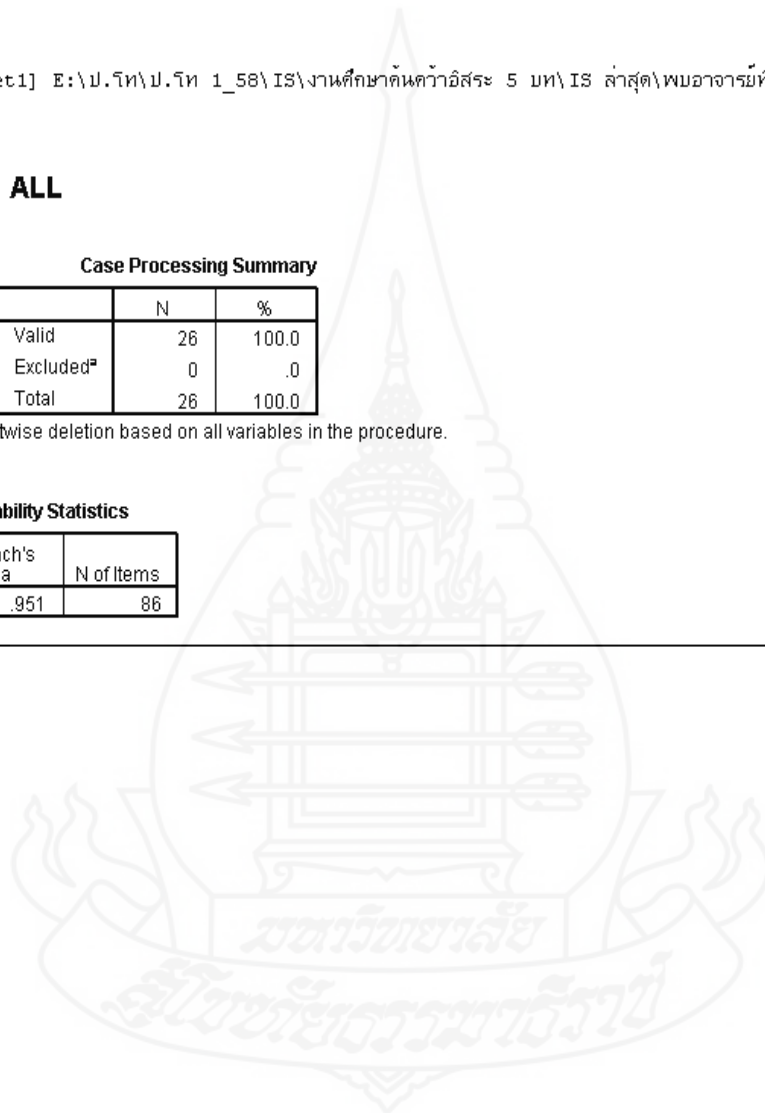 et1] E:\ป.โท\ป.โท 1_58\IS\งานศึกษาค้นคว้าอิสระ 5 บท\IS ล่าสุด\พบอาจารย์ที
ALL
Case Processing Summary
N %
Valid 26 100.0
Excludedᵃ 0 .0
Total 26 100.0
twise deletion based on all variables in the procedure.
ability Statistics
ach's
a N of Items
.951 86
มหาวิทยาลัย
สุโขทัยธรรมาธิราช